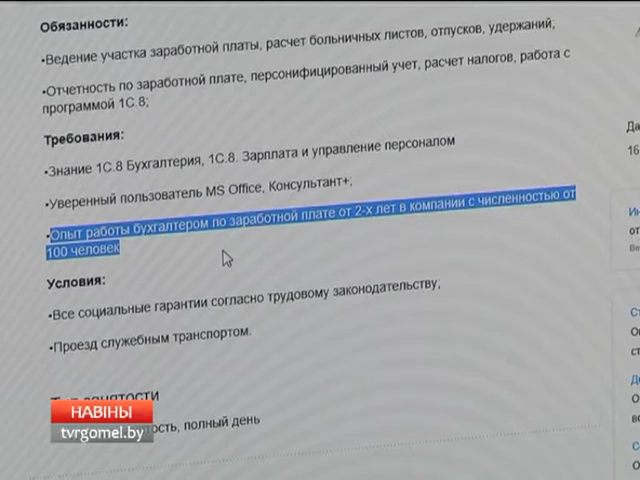 Обязанности:
•Ведение участка заработной платы, расчет больничных листов, отпусков, удержаний;
•Отчетность по заработной плате, персонифицированный учет, расчет налогов, работа с
программой 1С.8;
Требования:
•Знание 1С.8 Бухгалтерия, 1С.8. Зарплата и управление персоналом
•Уверенный пользователь MS Office, Консультант+;
•Опыт работы бухгалтером по заработной плате от 2-х лет в компании с численностью от
100 человек
Условия:
•Все социальные гарантии согласно трудовому законодательству;
•Проезд служебным транспортом.
полный день
НАВІНЫ
tvrgomel.by
16